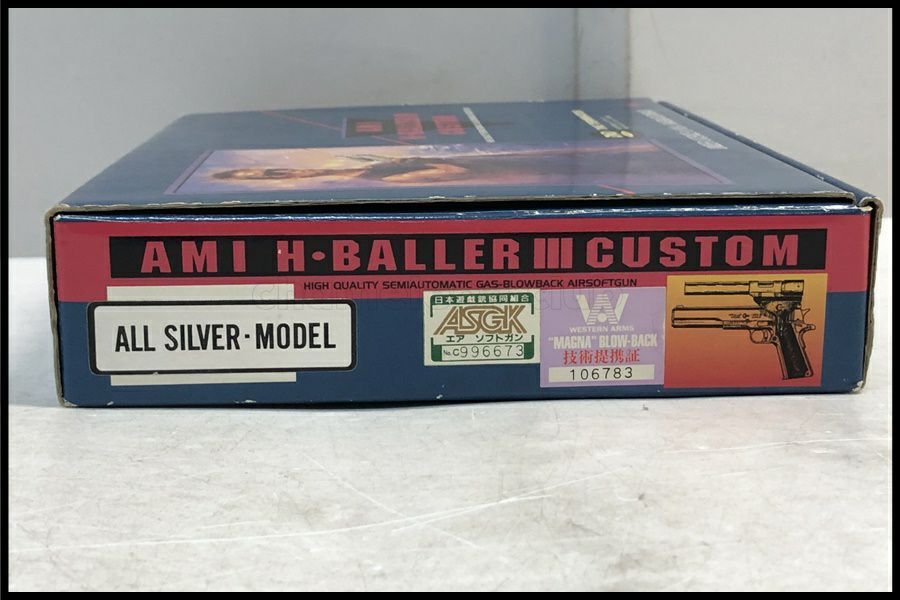 AMI H·BALLER III CUSTOM
HIGH QUALITY SEMIAUTOMATIC GAS-BLOWBACK AIRSOFTGUN
ALL SILVER·MODEL
日本遊戯銃協同組合
ASGK
エア ソフトガン
No.C996673
WESTERN ARMS
"MAGNA" BLOW-BACK
技術提携証
106783